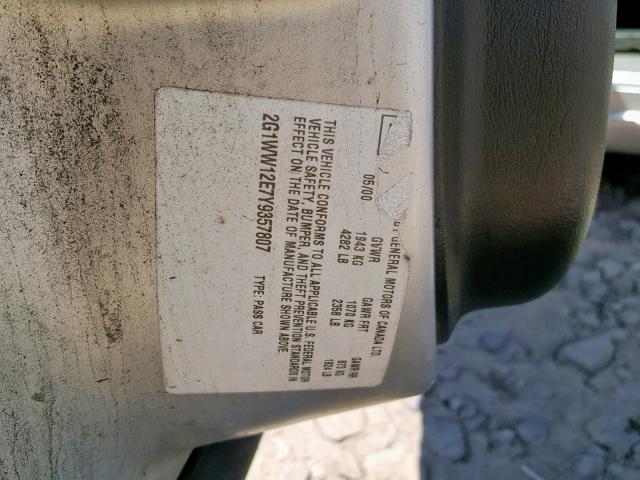 BY GENERAL MOTORS OF CANADA LTD
05/00 GVWR GAWR FRT GAWR RR
1943 KG 1070 KG 873 KG
4282 LB 2358 LB 1924 LB
THIS VEHICLE CONFORMS TO ALL APPLICABLE U.S. FEDERAL MOTOR
VEHICLE SAFETY, BUMPER, AND THEFT PREVENTION STANDARDS IN
EFFECT ON THE DATE OF MANUFACTURE SHOWN ABOVE.
2G1WW12E7Y9357807 TYPE: PASS CAR